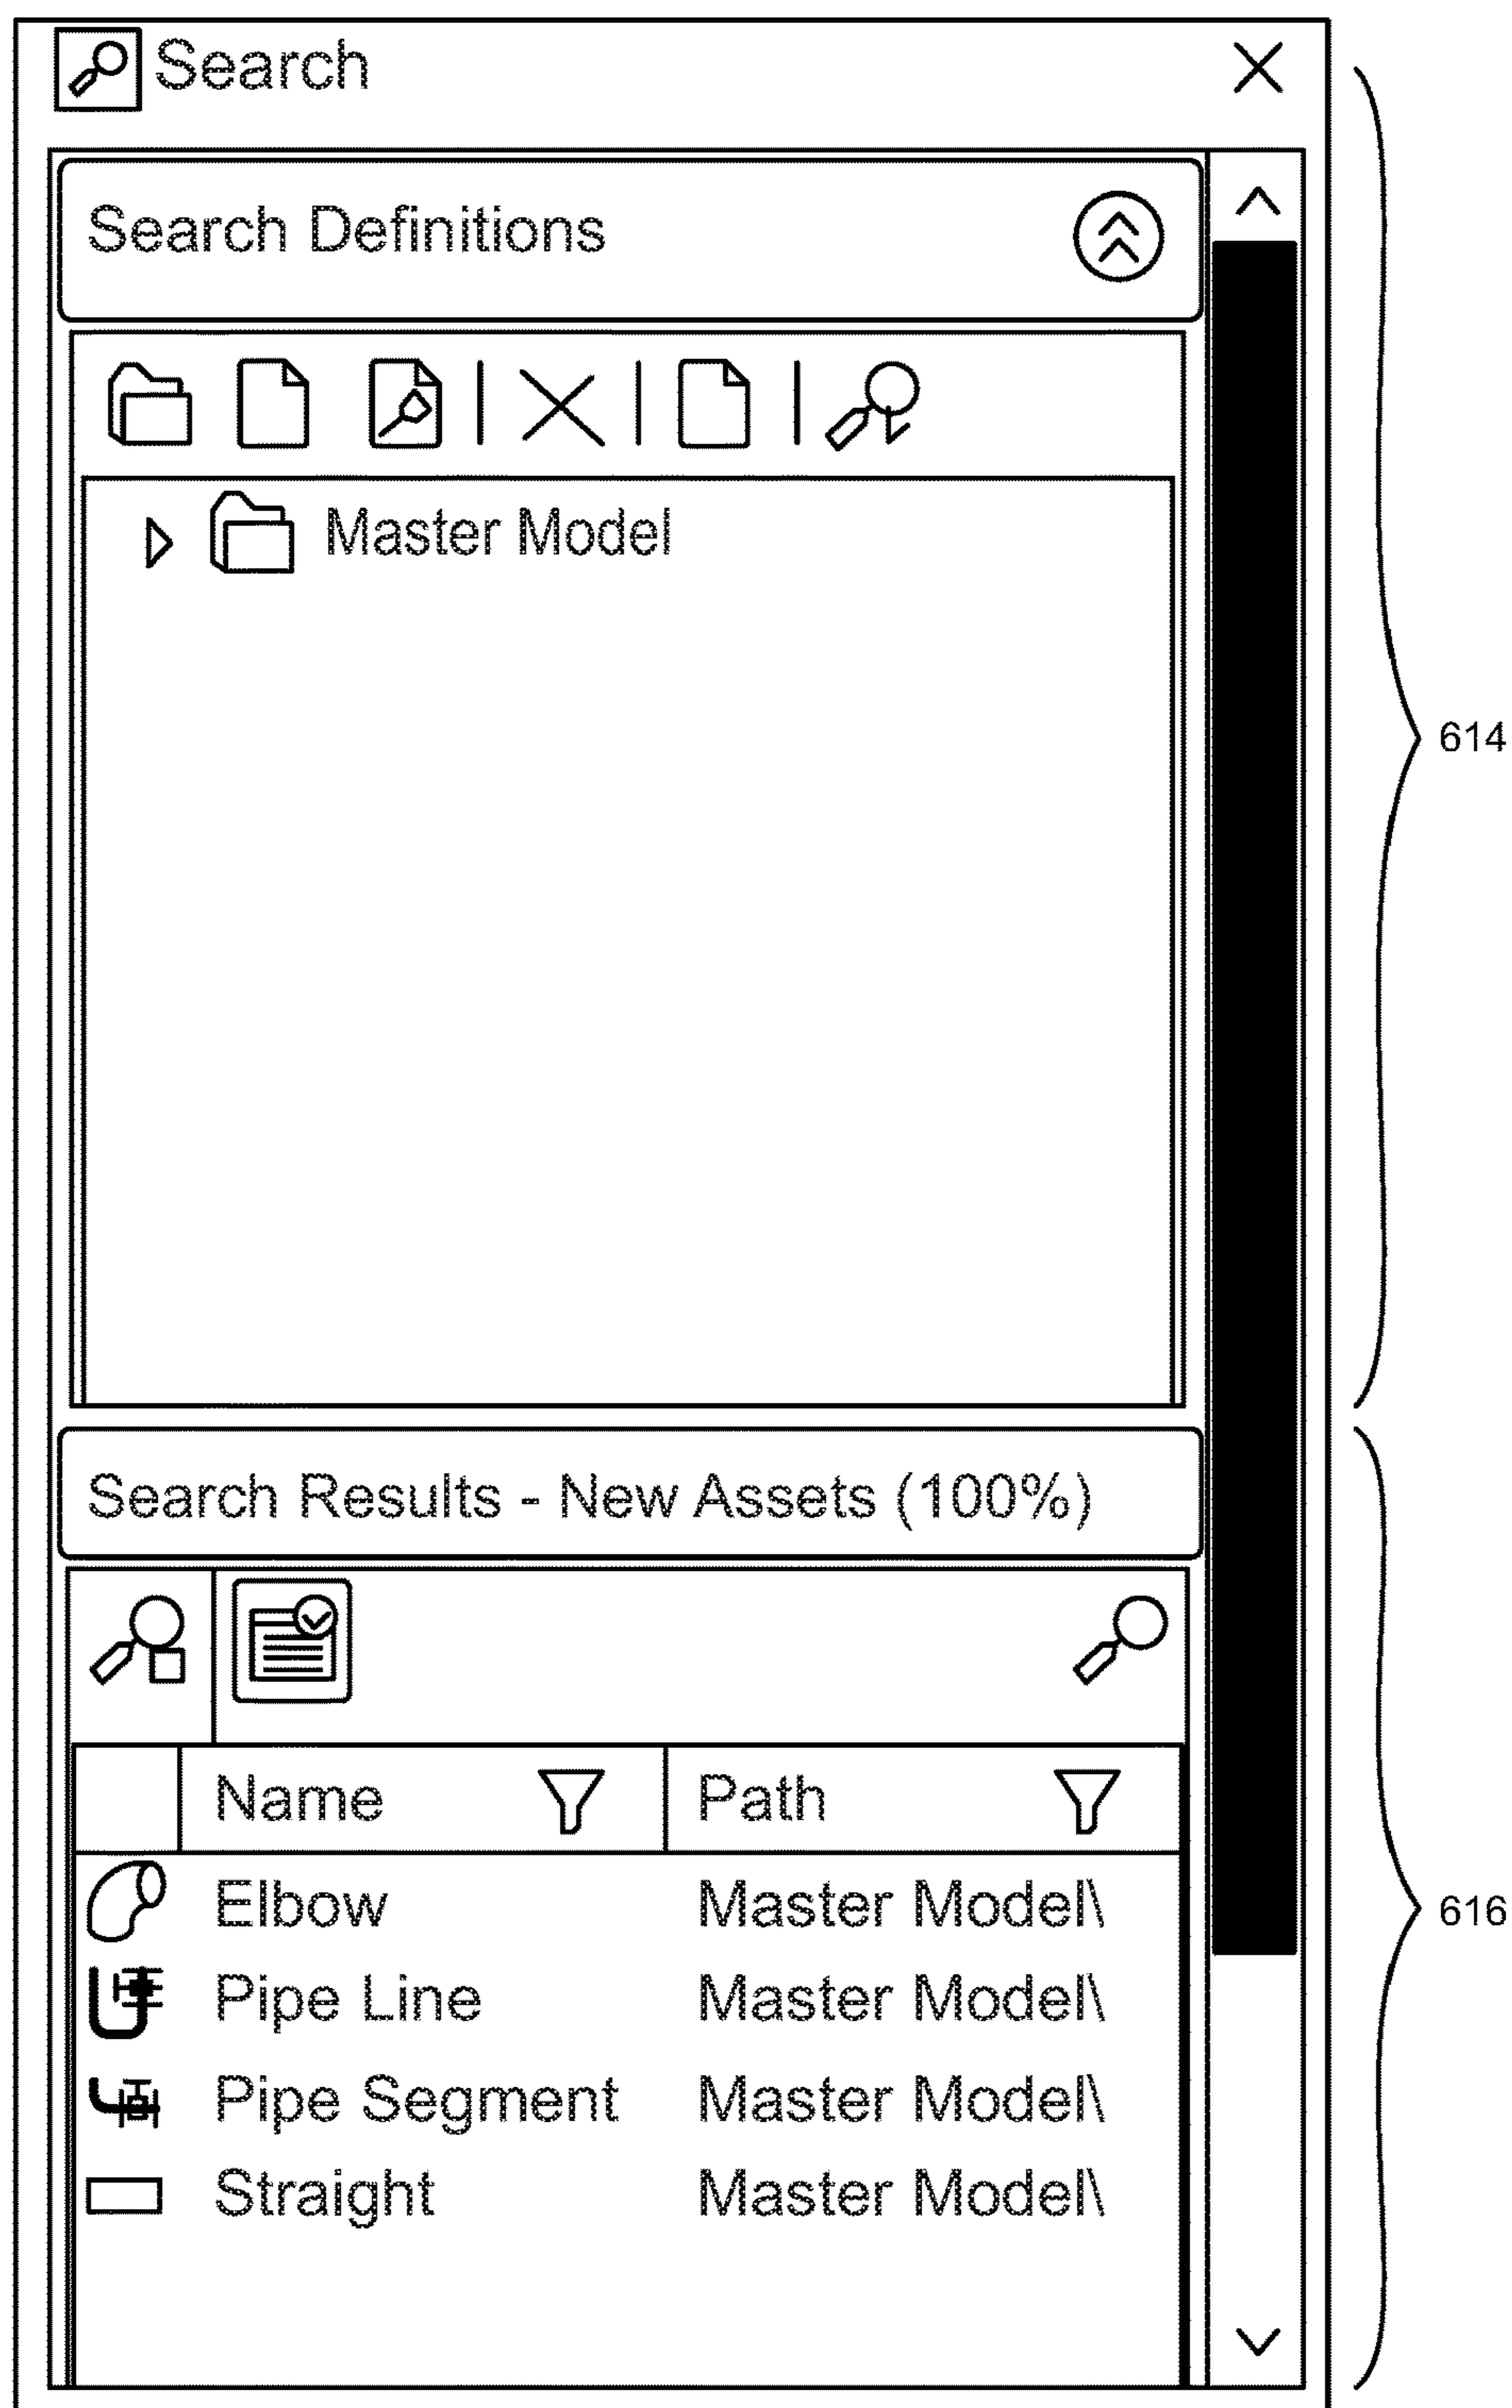 Search
Search Definitions
Master Model
614
Search Results - New Assets (100%)
Name Path
Elbow Master Model\
Pipe Line Master Model\
616
Pipe Segment Master Model\
Straight Master Model\